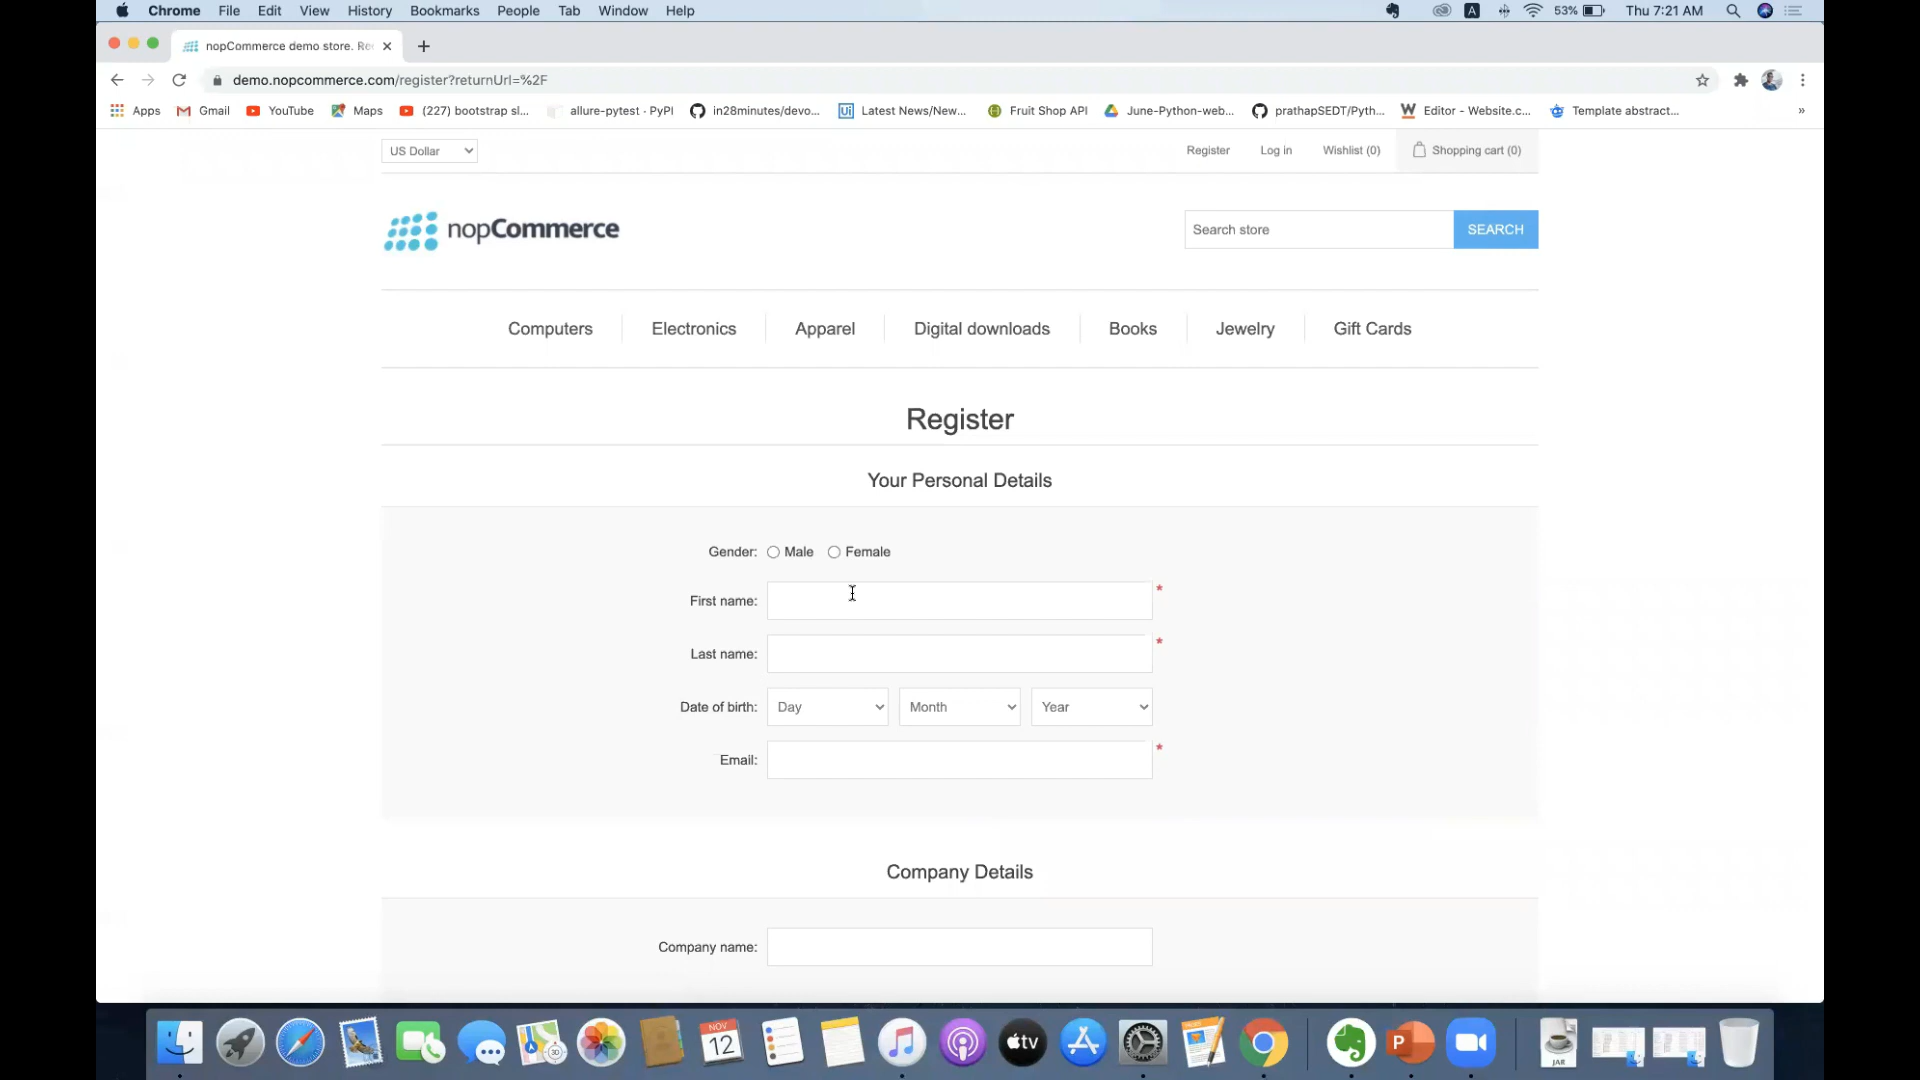 Chrome File Edit View History Bookmarks People Tab Window Help
A 53% Thu 7:21 AM
nopCommerce demo store. Re
demo.nopcommerce.com/register?returnUrl=%2F
Apps Gmail YouTube Maps (227) bootstrap sl... allure-pytest · PyPI in28minutes/devo... Ui Latest News/New... Fruit Shop API June-Python-web... prathapSEDT/Pyth... W Editor - Website.c... Template abstract... »
US Dollar Register Log in Wishlist (0) Shopping cart (0)
nopCommerce Search store SEARCH
Computers Electronics Apparel Digital downloads Books Jewelry Gift Cards
Register
Your Personal Details
Gender: Male Female
First name: *
Last name: *
Date of birth: Day Month Year
Email: *
Company Details
Company name:
NOV
12
3D
tv
P
JAR